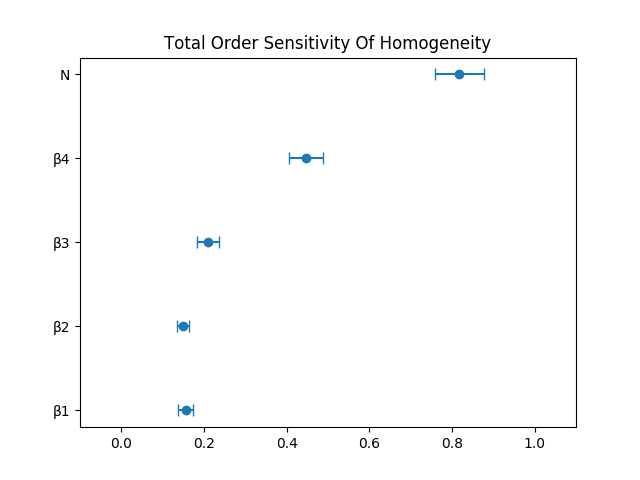 Total Order Sensitivity Of Homogeneity
N
β4
β3
β2
β1
0.0 0.2 0.4 0.6 0.8 1.0